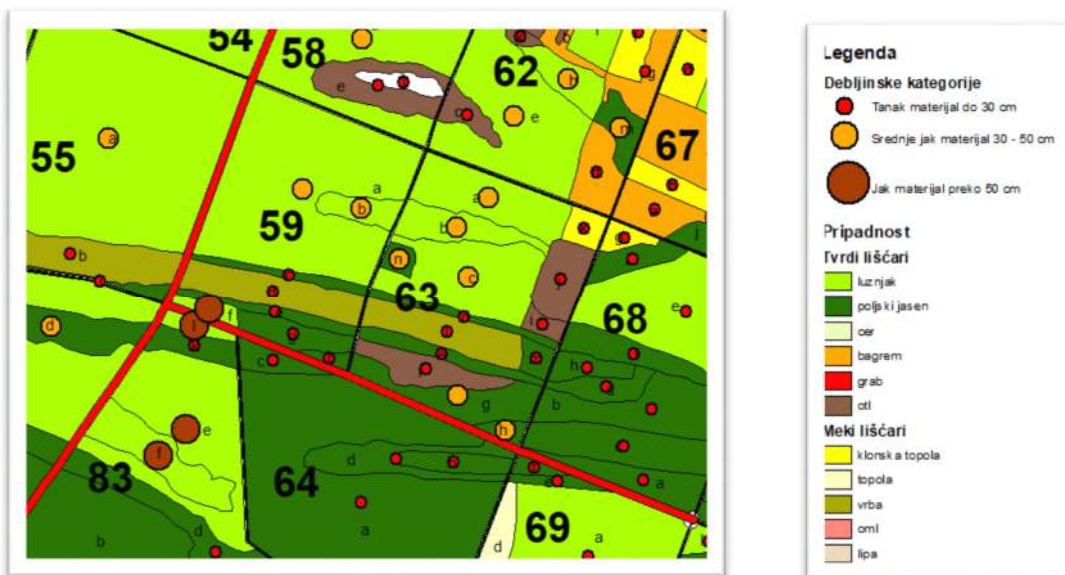 54
58
62
67
55
59
63
68
83
64
69
a
e
c
e
h
g
m
a
b
a
b
n
c
j
e
b
d
f
i
c
g
h
b
d
h
e
f
a
a
b
d
d
a
Legenda
Debljinske kategorije
Tanak materijal do 30 cm
Srednje jak materijal 30 - 50 cm
Jak materijal preko 50 cm
Pripadnost
Tvrdi lišćari
luznjak
poljski jasen
cer
bagrem
grab
otl
Meki lišćari
klonska topola
topola
vrba
oml
lipa